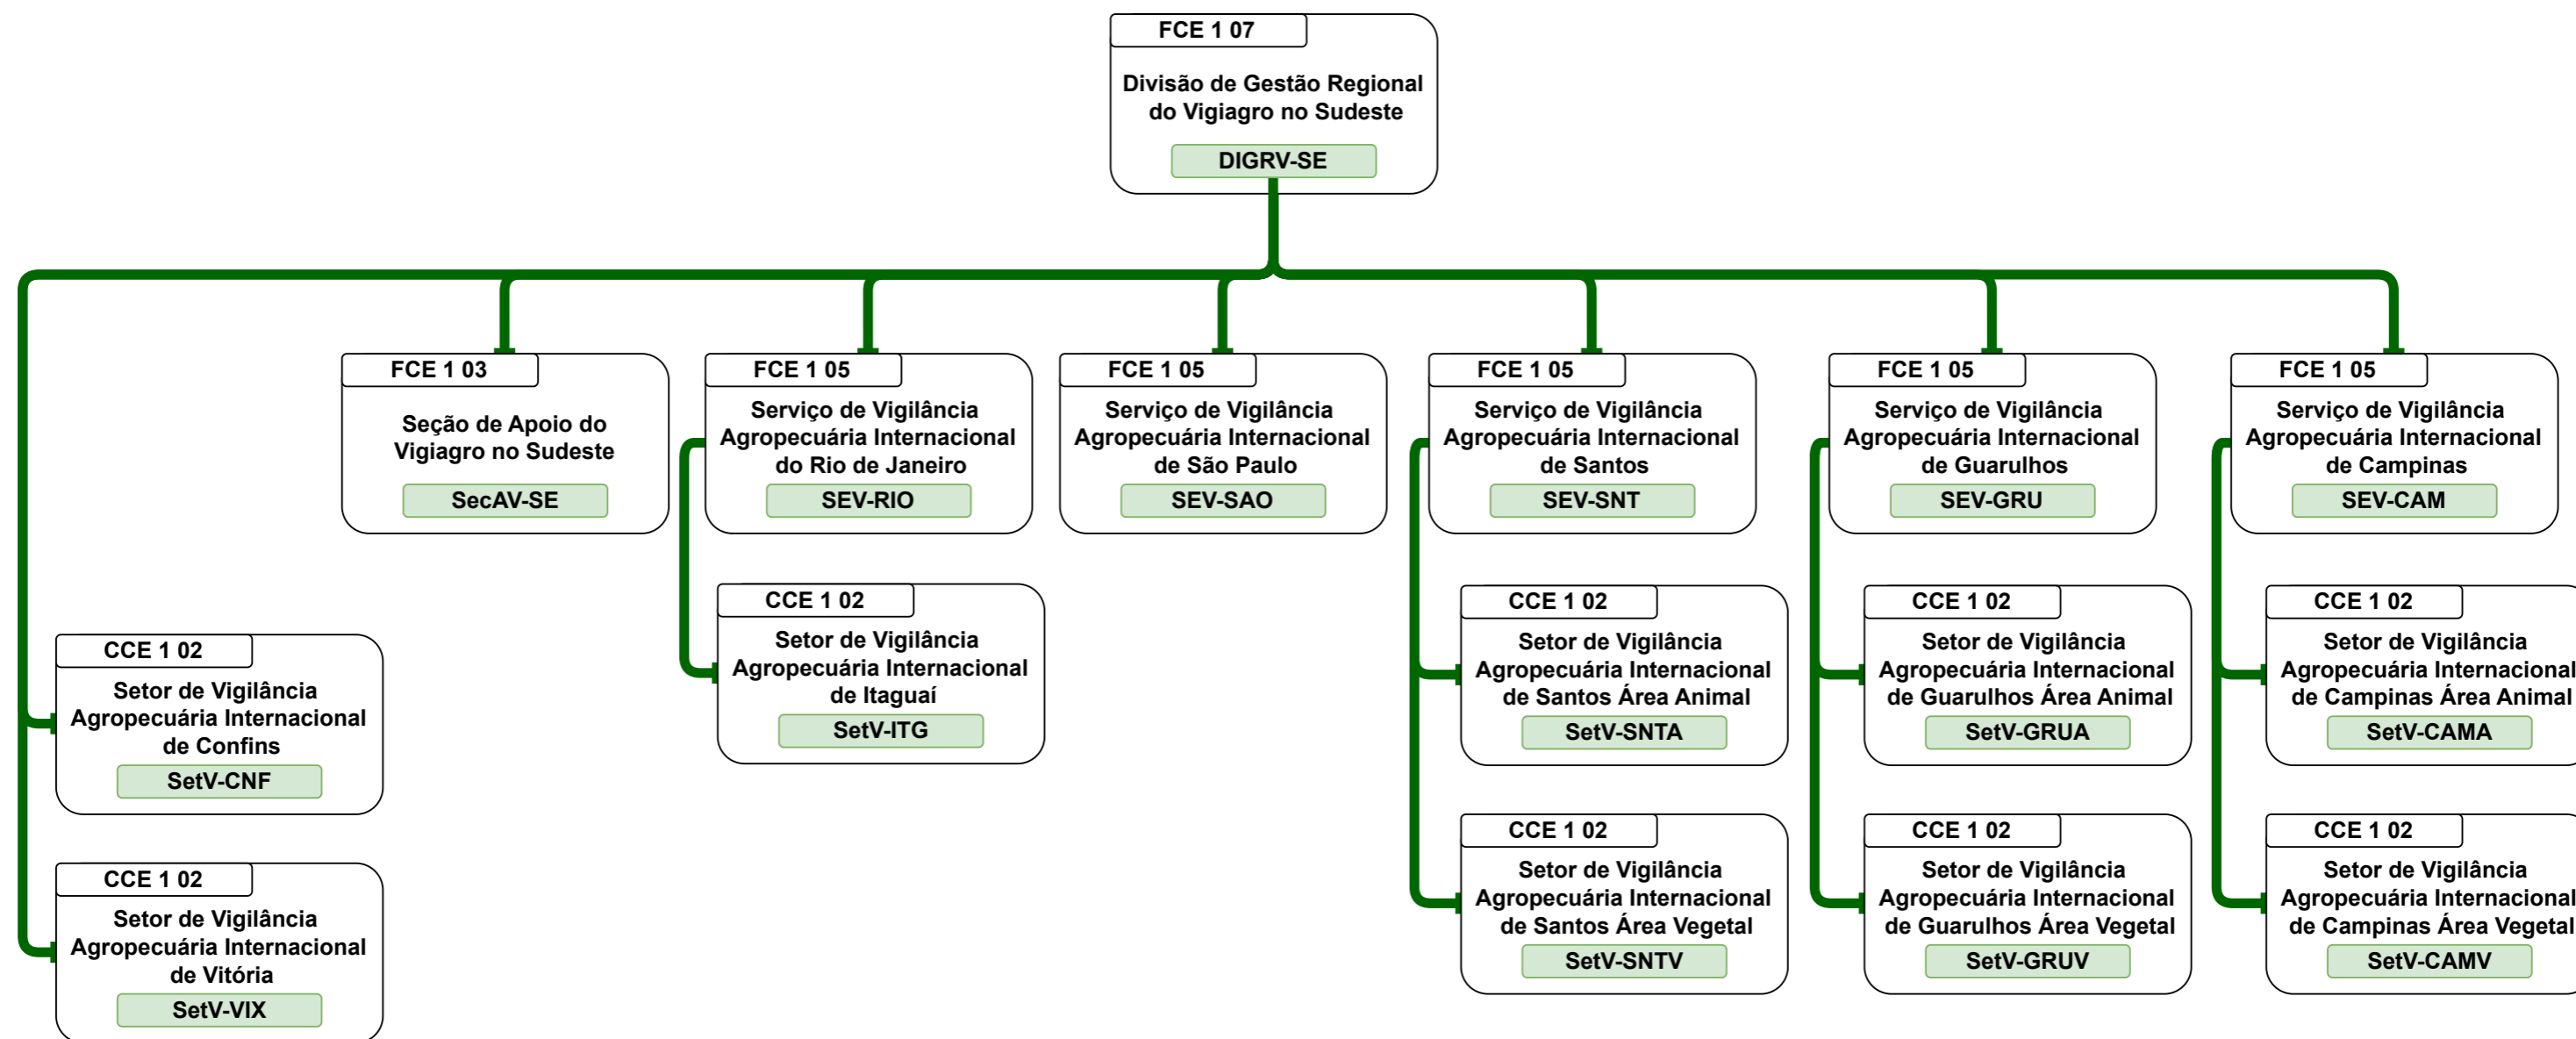 FCE 1 07
Divisão de Gestão Regional
do Vigiagro no Sudeste
DIGRV-SE
FCE 1 03
Seção de Apoio do
Vigiagro no Sudeste
SecAV-SE
FCE 1 05
Serviço de Vigilância
Agropecuária Internacional
do Rio de Janeiro
SEV-RIO
FCE 1 05
Serviço de Vigilância
Agropecuária Internacional
de São Paulo
SEV-SAO
FCE 1 05
Serviço de Vigilância
Agropecuária Internacional
de Santos
SEV-SNT
FCE 1 05
Serviço de Vigilância
Agropecuária Internacional
de Guarulhos
SEV-GRU
FCE 1 05
Serviço de Vigilância
Agropecuária Internacional
de Campinas
SEV-CAM
CCE 1 02
Setor de Vigilância
Agropecuária Internacional
de Confins
SetV-CNF
CCE 1 02
Setor de Vigilância
Agropecuária Internacional
de Itaguaí
SetV-ITG
CCE 1 02
Setor de Vigilância
Agropecuária Internacional
de Santos Área Animal
SetV-SNTA
CCE 1 02
Setor de Vigilância
Agropecuária Internacional
de Guarulhos Área Animal
SetV-GRUA
CCE 1 02
Setor de Vigilância
Agropecuária Internacional
de Campinas Área Animal
SetV-CAMA
CCE 1 02
Setor de Vigilância
Agropecuária Internacional
de Vitória
SetV-VIX
CCE 1 02
Setor de Vigilância
Agropecuária Internacional
de Santos Área Vegetal
SetV-SNTV
CCE 1 02
Setor de Vigilância
Agropecuária Internacional
de Guarulhos Área Vegetal
SetV-GRUV
CCE 1 02
Setor de Vigilância
Agropecuária Internacional
de Campinas Área Vegetal
SetV-CAMV